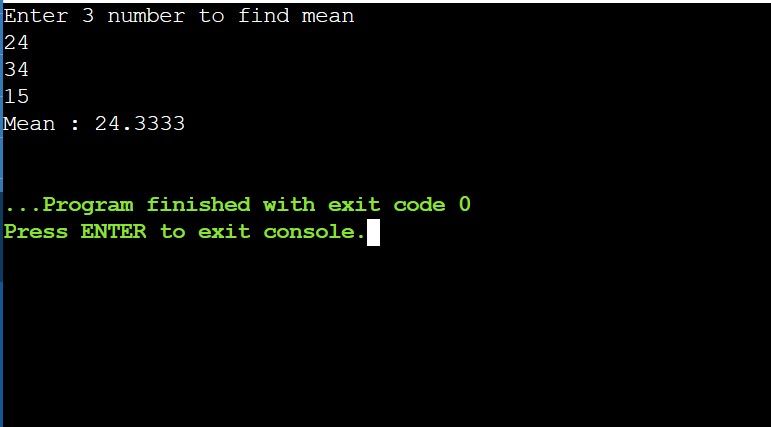 Enter 3 number to find mean
24
34
15
Mean : 24.3333
...Program finished with exit code 0
Press ENTER to exit console.